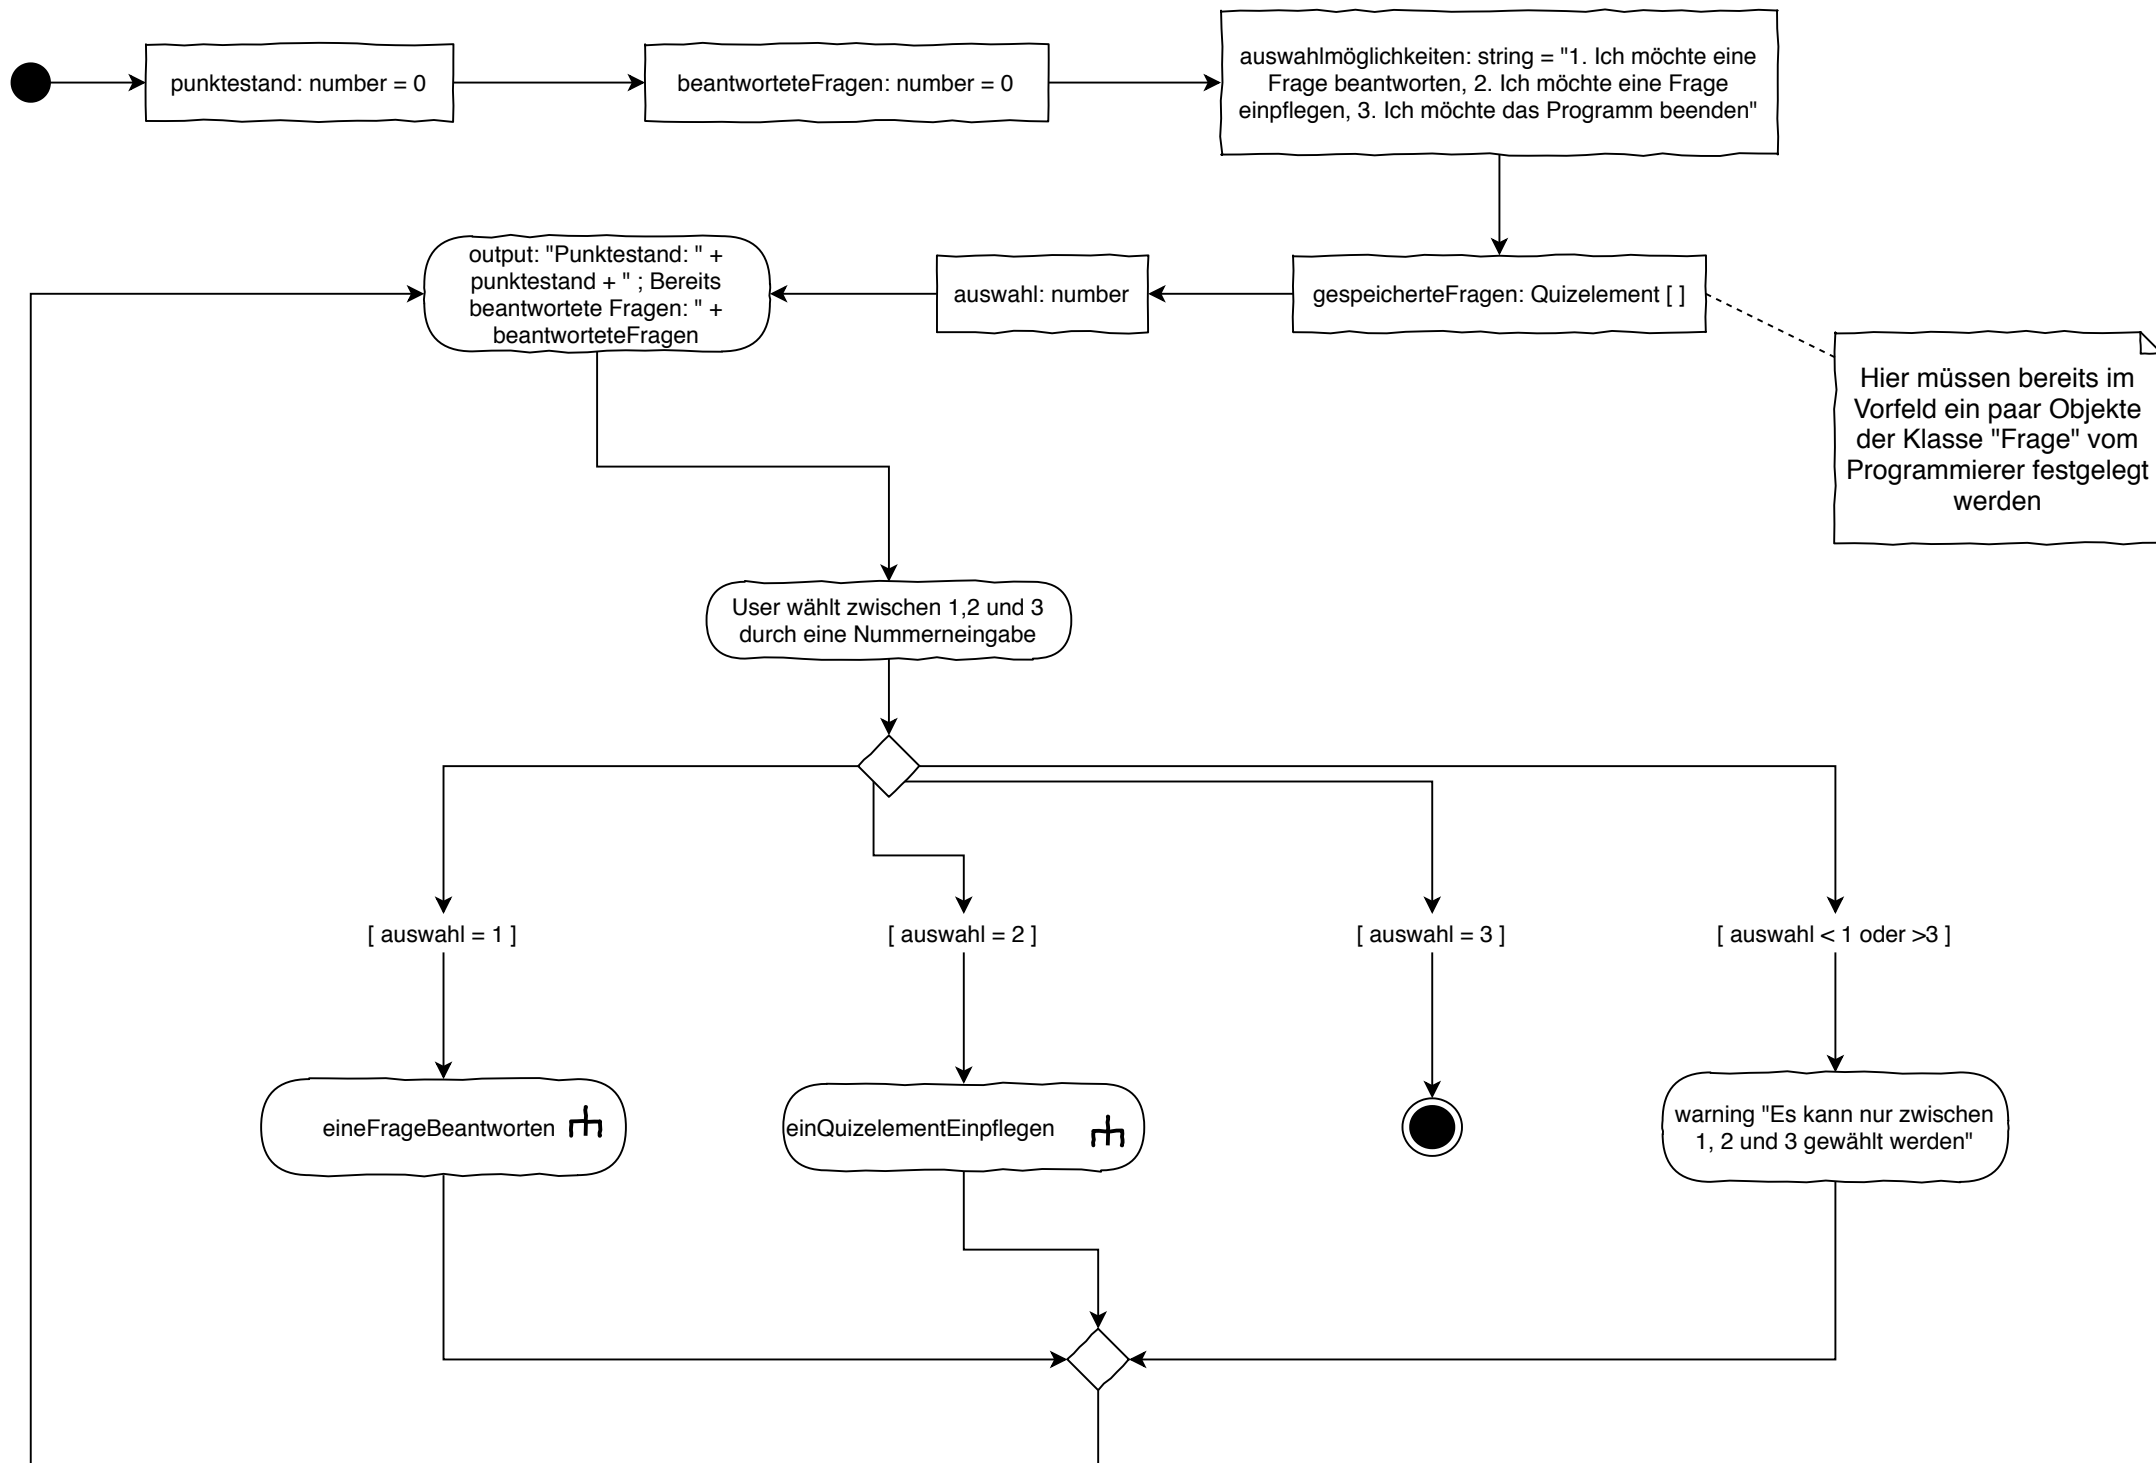 punktestand: number = 0
beantworteteFragen: number = 0
auswahlmöglichkeiten: string = "1. Ich möchte eine
Frage beantworten, 2. Ich möchte eine Frage
einpflegen, 3. Ich möchte das Programm beenden"
output: "Punktestand: " +
punktestand + " ; Bereits
beantwortete Fragen: " +
beantworteteFragen
auswahl: number
gespeicherteFragen: Quizelement [ ]
Hier müssen bereits im
Vorfeld ein paar Objekte
der Klasse "Frage" vom
Programmierer festgelegt
werden
User wählt zwischen 1,2 und 3
durch eine Nummerneingabe
[ auswahl = 1 ]
[ auswahl = 2 ]
[ auswahl = 3 ]
[ auswahl < 1 oder >3 ]
eineFrageBeantworten
einQuizelementEinpflegen
warning "Es kann nur zwischen
1, 2 und 3 gewählt werden"